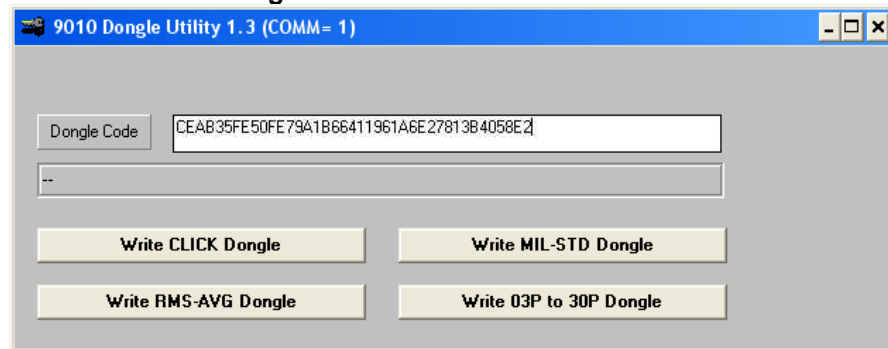 9010 Dongle Utility 1.3 (COMM= 1)
Dongle Code CEAB35FE50FE79A1B66411961A6E27813B4058E2
--
Write CLICK Dongle Write MIL-STD Dongle
Write RMS-AVG Dongle Write 03P to 30P Dongle